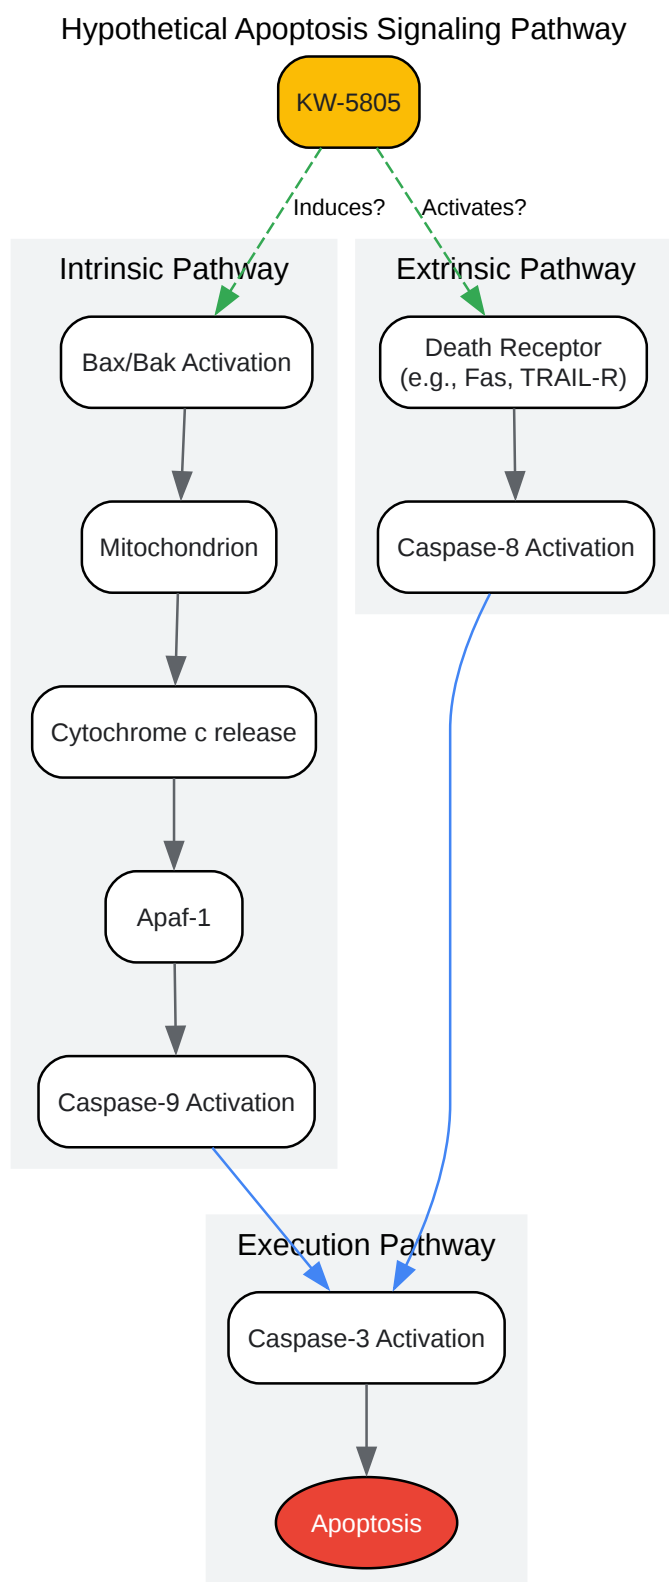 Hypothetical Apoptosis Signaling Pathway
KW-5805
Induces?
Activates?
Intrinsic Pathway
Extrinsic Pathway
Bax/Bak Activation
Death Receptor
(e.g., Fas, TRAIL-R)
Mitochondrion
Caspase-8 Activation
Cytochrome c release
Apaf-1
Caspase-9 Activation
Execution Pathway
Caspase-3 Activation
Apoptosis